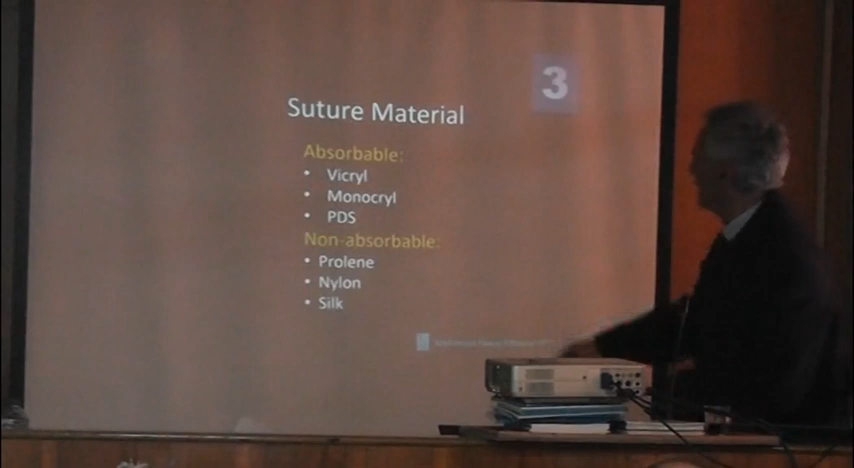 3
Suture Material
Absorbable:
• Vicryl
• Monocryl
• PDS
Non-absorbable:
• Prolene
• Nylon
• Silk